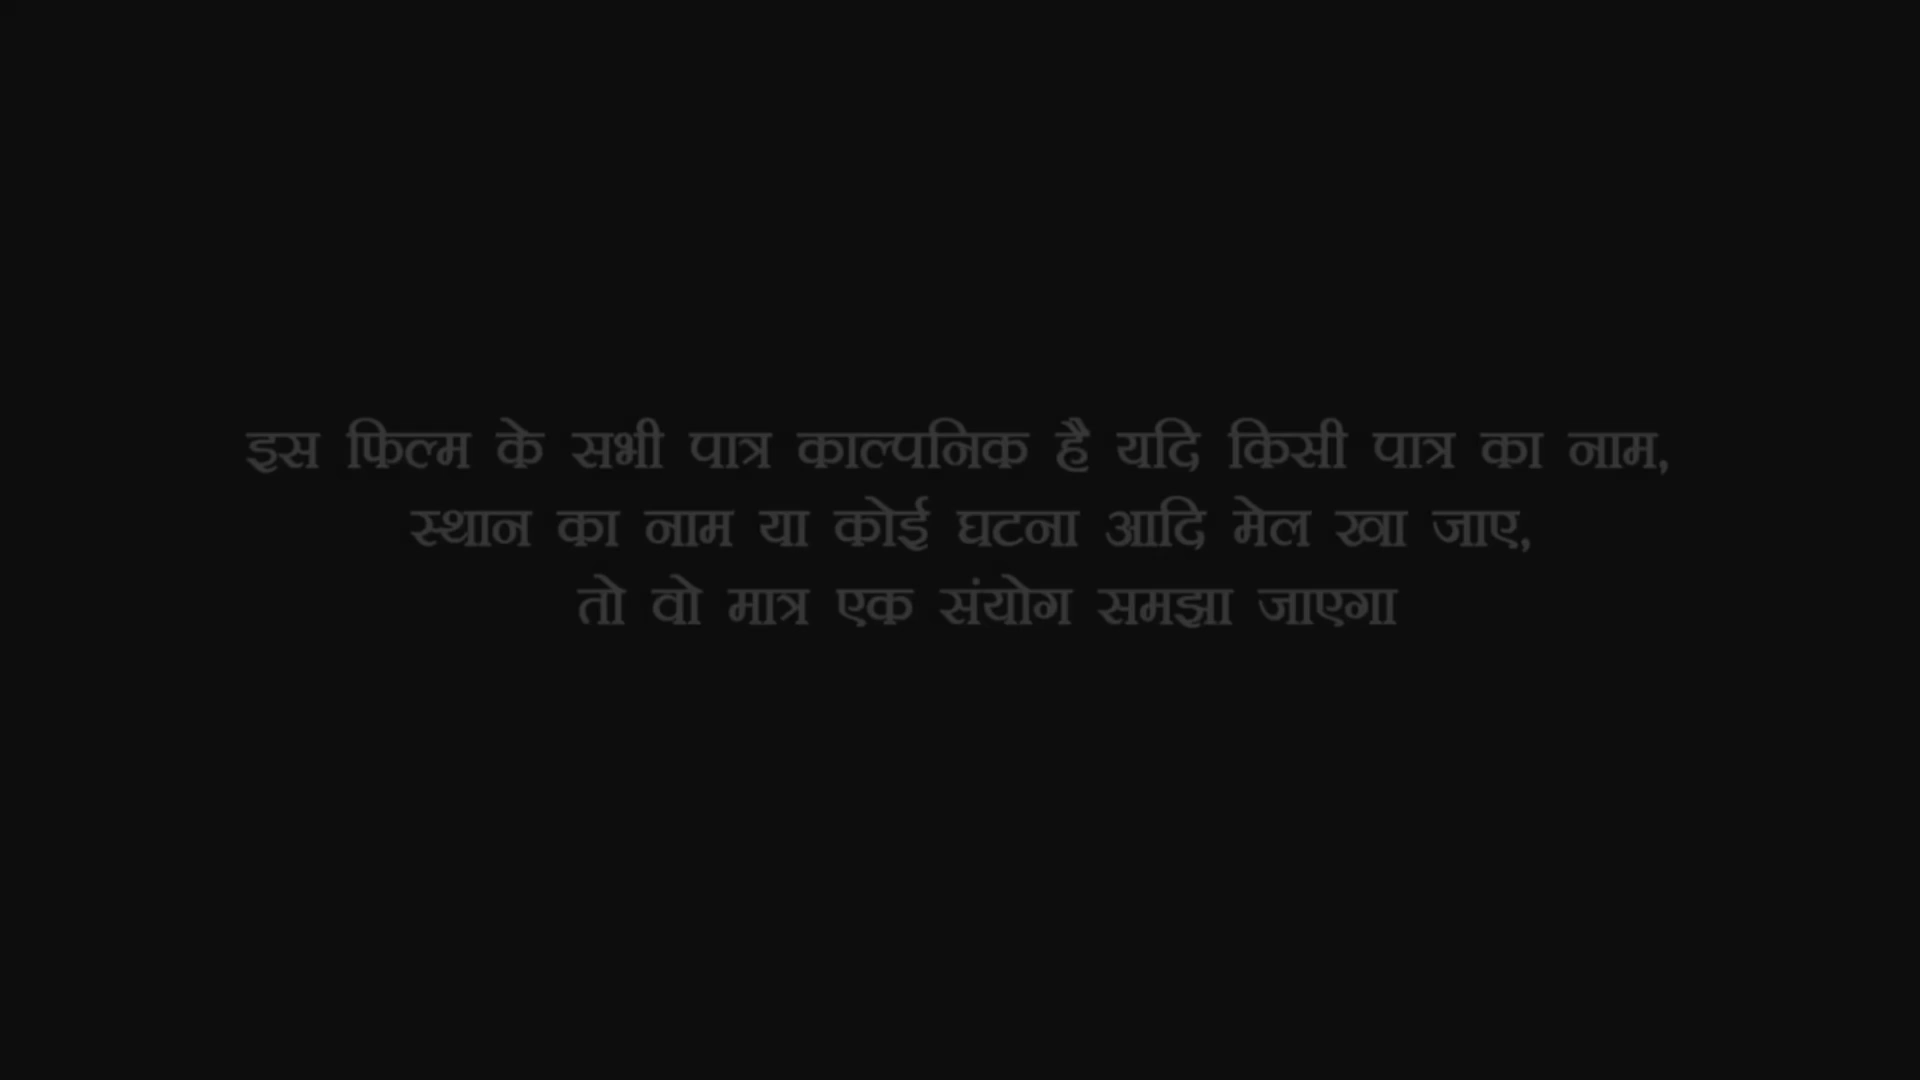 इस फिल्म के सभी पात्र काल्पनिक है यदि किसी पात्र का नाम,
स्थान का नाम या कोई घटना आदि मेल खा जाए,
तो वो मात्र एक संयोग समझा जाएगा